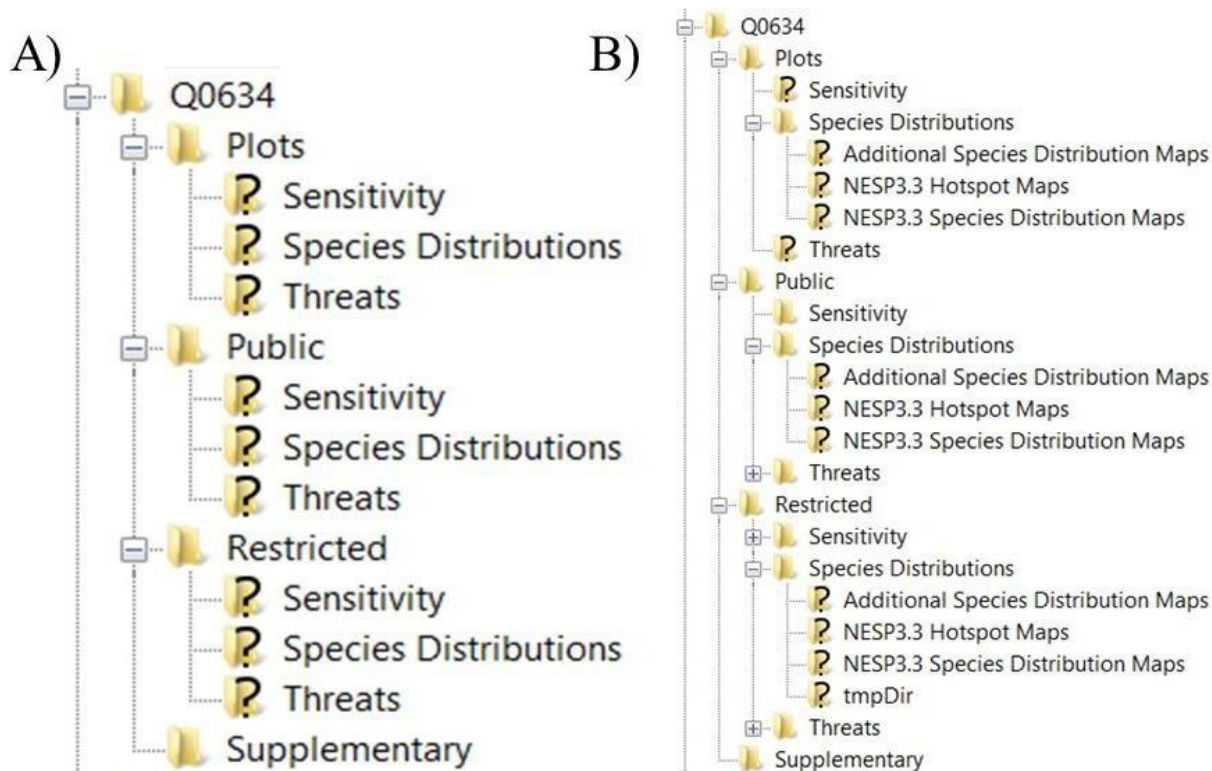 A)
Q0634
Plots
Sensitivity
Species Distributions
Threats
Public
Sensitivity
Species Distributions
Threats
Restricted
Sensitivity
Species Distributions
Threats
Supplementary
B)
Q0634
Plots
Sensitivity
Species Distributions
Additional Species Distribution Maps
NESP3.3 Hotspot Maps
NESP3.3 Species Distribution Maps
Threats
Public
Sensitivity
Species Distributions
Additional Species Distribution Maps
NESP3.3 Hotspot Maps
NESP3.3 Species Distribution Maps
Threats
Restricted
Sensitivity
Species Distributions
Additional Species Distribution Maps
NESP3.3 Hotspot Maps
NESP3.3 Species Distribution Maps
tmpDir
Threats
Supplementary